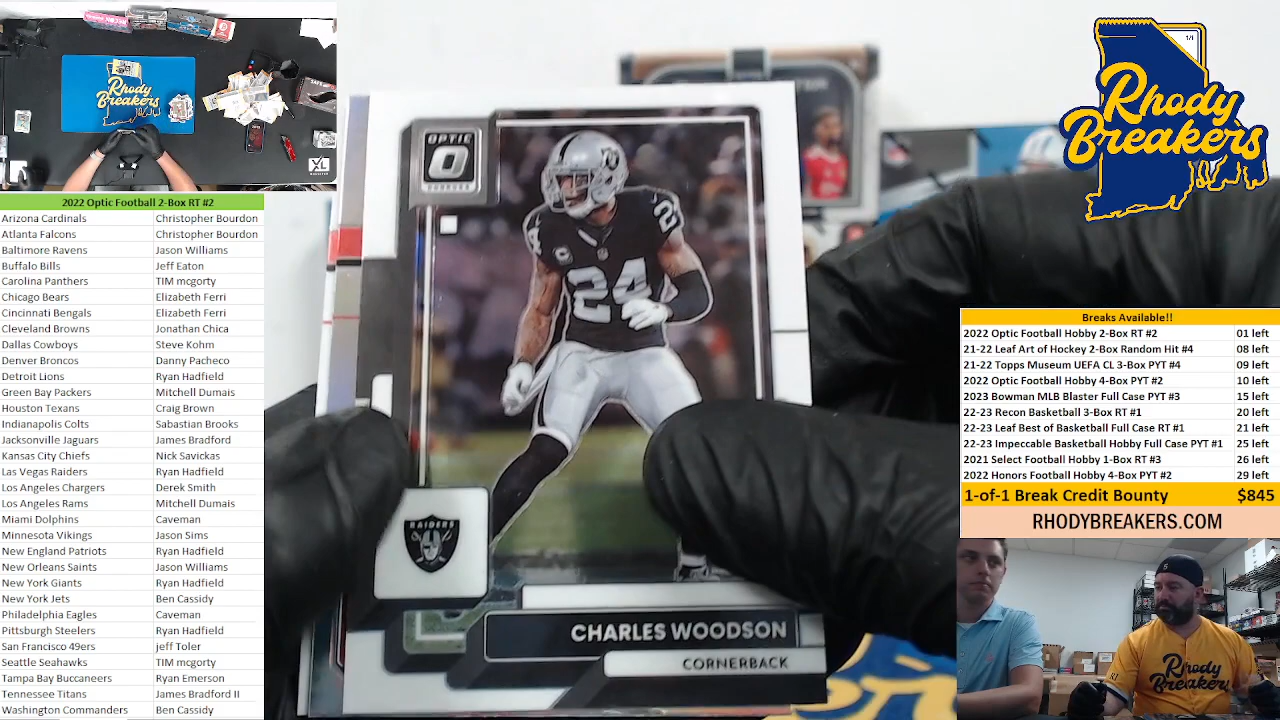 2022 Optic Football 2-Box RT #2
Arizona Cardinals Christopher Bourdon
Atlanta Falcons Christopher Bourdon
Baltimore Ravens Jason Williams
Buffalo Bills Jeff Eaton
Carolina Panthers TIM mcgorty
Chicago Bears Elizabeth Ferri
Cincinnati Bengals Elizabeth Ferri
Cleveland Browns Jonathan Chica
Dallas Cowboys Steve Kohm
Denver Broncos Danny Pacheco
Detroit Lions Ryan Hadfield
Green Bay Packers Mitchell Dumais
Houston Texans Craig Brown
Indianapolis Colts Sabastian Brooks
Jacksonville Jaguars James Bradford
Kansas City Chiefs Nick Savickas
Las Vegas Raiders Ryan Hadfield
Los Angeles Chargers Derek Smith
Los Angeles Rams Mitchell Dumais
Miami Dolphins Caveman
Minnesota Vikings Jason Sims
New England Patriots Ryan Hadfield
New Orleans Saints Jason Williams
New York Giants Ryan Hadfield
New York Jets Ben Cassidy
Philadelphia Eagles Caveman
Pittsburgh Steelers Ryan Hadfield
San Francisco 49ers jeff Toler
Seattle Seahawks TIM mcgorty
Tampa Bay Buccaneers Ryan Emerson
Tennessee Titans James Bradford II
Washington Commanders Ben Cassidy
Rhody
Breakers
XL
OPTIC
24
24
RAIDERS
CHARLES WOODSON
CORNERBACK
1/1
Rhody
Breakers
Breaks Available!!
2022 Optic Football Hobby 2-Box RT #2 01 left
21-22 Leaf Art of Hockey 2-Box Random Hit #4 08 left
21-22 Topps Museum UEFA CL 3-Box PYT #4 09 left
2022 Optic Football Hobby 4-Box PYT #2 10 left
2023 Bowman MLB Blaster Full Case PYT #3 15 left
22-23 Recon Basketball 3-Box RT #1 20 left
22-23 Leaf Best of Basketball Full Case RT #1 21 left
22-23 Impeccable Basketball Hobby Full Case PYT #1 25 left
2021 Select Football Hobby 1-Box RT #3 26 left
2022 Honors Football Hobby 4-Box PYT #2 29 left
1-of-1 Break Credit Bounty $845
RHODYBREAKERS.COM
Rhody
Breakers